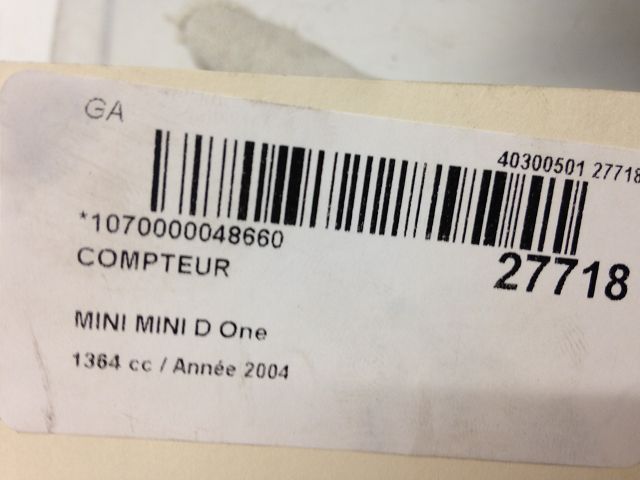 GA
40300501 27718
*1070000048660
COMPTEUR
27718
MINI MINI D One
1364 cc / Année 2004